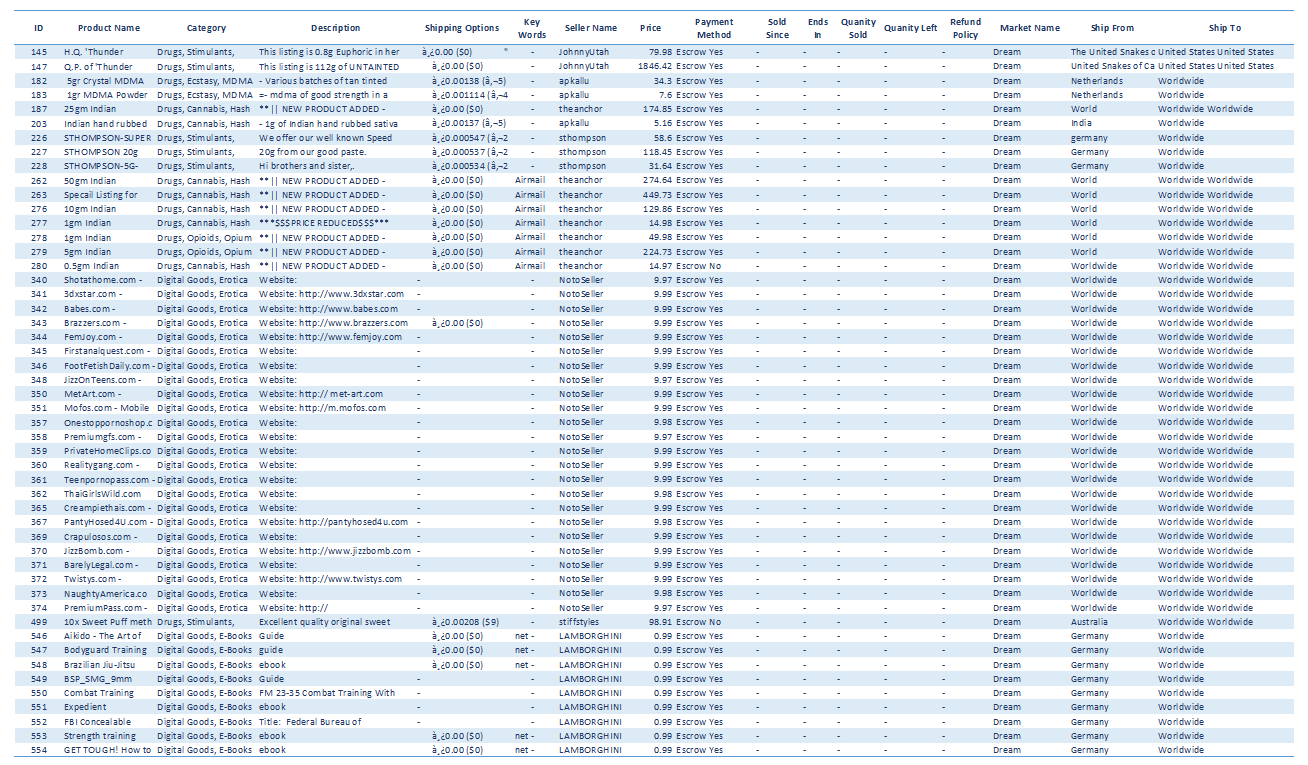 ID Product Name Category Description Shipping Options Key Words Seller Name Price Payment Method Sold Since Ends In Quantity Sold Quanity Left Refund Policy Market Name Ship From Ship To
145 H.Q. 'Thunder Drugs, Stimulants, This listing is 0.8g Euphoric in her à¸¿0.00 ($0) " - JohnnyUtah 79.98 Escrow Yes - - - - - Dream The United Snakes c United States United States
147 Q.P. of 'Thunder Drugs, Stimulants, This listing is 112g of UNTAINTED à¸¿0.00 ($0) - JohnnyUtah 1846.42 Escrow Yes - - - - - Dream United Snakes of Ca United States United States
182 5gr Crystal MDMA Drugs, Ecstasy, MDMA - Various batches of tan tinted à¸¿0.00138 (â‚¬5) - apkallu 34.3 Escrow Yes - - - - - Dream Netherlands Worldwide
183 1gr MDMA Powder Drugs, Ecstasy, MDMA =- mdma of good strength in a à¸¿0.001114 (â‚¬4 - apkallu 7.6 Escrow Yes - - - - - Dream Netherlands Worldwide
187 25gm Indian Drugs, Cannabis, Hash ** || NEW PRODUCT ADDED - à¸¿0.00 ($0) - theanchor 174.85 Escrow Yes - - - - - Dream World Worldwide Worldwide
203 Indian hand rubbed Drugs, Cannabis, Hash - 1g of Indian hand rubbed sativa à¸¿0.00137 (â‚¬5) - apkallu 5.16 Escrow Yes - - - - - Dream India Worldwide
226 STHOMPSON-SUPER Drugs, Stimulants, We offer our well known Speed à¸¿0.000547 (â‚¬2 - sthompson 58.6 Escrow Yes - - - - - Dream germany Worldwide
227 STHOMPSON 20g Drugs, Stimulants, 20g from our good paste. à¸¿0.000537 (â‚¬2 - sthompson 118.45 Escrow Yes - - - - - Dream Germany Worldwide
228 STHOMPSON-5G- Drugs, Stimulants, Hi brothers and sister,. à¸¿0.000534 (â‚¬2 - sthompson 31.64 Escrow Yes - - - - - Dream Germany Worldwide
262 50gm Indian Drugs, Cannabis, Hash ** || NEW PRODUCT ADDED - à¸¿0.00 ($0) Airmail theanchor 274.64 Escrow Yes - - - - - Dream World Worldwide Worldwide
263 Specail Listing for Drugs, Cannabis, Hash ** || NEW PRODUCT ADDED - à¸¿0.00 ($0) Airmail theanchor 449.73 Escrow Yes - - - - - Dream World Worldwide Worldwide
276 10gm Indian Drugs, Cannabis, Hash ** || NEW PRODUCT ADDED - à¸¿0.00 ($0) Airmail theanchor 129.86 Escrow Yes - - - - - Dream World Worldwide Worldwide
277 1gm Indian Drugs, Cannabis, Hash ***$$$PRICE REDUCED$$$*** à¸¿0.00 ($0) Airmail theanchor 14.98 Escrow Yes - - - - - Dream World Worldwide Worldwide
278 1gm Indian Drugs, Opioids, Opium ** || NEW PRODUCT ADDED - à¸¿0.00 ($0) Airmail theanchor 49.98 Escrow Yes - - - - - Dream World Worldwide Worldwide
279 5gm Indian Drugs, Opioids, Opium ** || NEW PRODUCT ADDED - à¸¿0.00 ($0) Airmail theanchor 224.73 Escrow Yes - - - - - Dream World Worldwide Worldwide
280 0.5gm Indian Drugs, Cannabis, Hash ** || NEW PRODUCT ADDED - à¸¿0.00 ($0) Airmail theanchor 14.97 Escrow No - - - - - Dream Worldwide Worldwide Worldwide
340 Shotathome.com - Digital Goods, Erotica Website: - - NotoSeller 9.97 Escrow Yes - - - - - Dream Worldwide Worldwide Worldwide
341 3dxstar.com - Digital Goods, Erotica Website: http://www.3dxstar.com - - NotoSeller 9.99 Escrow Yes - - - - - Dream Worldwide Worldwide Worldwide
342 Babes.com - Digital Goods, Erotica Website: http://www.babes.com - - NotoSeller 9.99 Escrow Yes - - - - - Dream Worldwide Worldwide Worldwide
343 Brazzers.com - Digital Goods, Erotica Website: http://www.brazzers.com à¸¿0.00 ($0) - NotoSeller 9.99 Escrow Yes - - - - - Dream Worldwide Worldwide Worldwide
344 FemJoy.com - Digital Goods, Erotica Website: http://www.femjoy.com - - NotoSeller 9.99 Escrow Yes - - - - - Dream Worldwide Worldwide Worldwide
345 Firstanalquest.com - Digital Goods, Erotica Website: - - NotoSeller 9.99 Escrow Yes - - - - - Dream Worldwide Worldwide Worldwide
346 FootFetishDaily.com - Digital Goods, Erotica Website: - - NotoSeller 9.99 Escrow Yes - - - - - Dream Worldwide Worldwide Worldwide
348 JizzOnTeens.com - Digital Goods, Erotica Website: - - NotoSeller 9.97 Escrow Yes - - - - - Dream Worldwide Worldwide Worldwide
350 MetArt.com - Digital Goods, Erotica Website: http:// met-art.com - - NotoSeller 9.99 Escrow Yes - - - - - Dream Worldwide Worldwide Worldwide
351 Mofos.com - Mobile Digital Goods, Erotica Website: http://m.mofos.com - - NotoSeller 9.99 Escrow Yes - - - - - Dream Worldwide Worldwide Worldwide
357 Onestoppornoshop.c Digital Goods, Erotica Website: - - NotoSeller 9.98 Escrow Yes - - - - - Dream Worldwide Worldwide Worldwide
358 Premiumgfs.com - Digital Goods, Erotica Website: - - NotoSeller 9.97 Escrow Yes - - - - - Dream Worldwide Worldwide Worldwide
359 PrivateHomeClips.co Digital Goods, Erotica Website: - - NotoSeller 9.99 Escrow Yes - - - - - Dream Worldwide Worldwide Worldwide
360 Realitygang.com - Digital Goods, Erotica Website: - - NotoSeller 9.99 Escrow Yes - - - - - Dream Worldwide Worldwide Worldwide
361 Teenpornopass.com - Digital Goods, Erotica Website: - - NotoSeller 9.99 Escrow Yes - - - - - Dream Worldwide Worldwide Worldwide
362 ThaiGirlsWild.com Digital Goods, Erotica Website: - - NotoSeller 9.98 Escrow Yes - - - - - Dream Worldwide Worldwide Worldwide
365 Creampiethais.com - Digital Goods, Erotica Website: - - NotoSeller 9.99 Escrow Yes - - - - - Dream Worldwide Worldwide Worldwide
367 PantyHosed4U.com - Digital Goods, Erotica Website: http://pantyhosed4u.com - - NotoSeller 9.98 Escrow Yes - - - - - Dream Worldwide Worldwide Worldwide
369 Crapulosos.com - Digital Goods, Erotica Website: - - NotoSeller 9.99 Escrow Yes - - - - - Dream Worldwide Worldwide Worldwide
370 JizzBomb.com - Digital Goods, Erotica Website: http://www.jizzbomb.com - - NotoSeller 9.99 Escrow Yes - - - - - Dream Worldwide Worldwide Worldwide
371 BarelyLegal.com - Digital Goods, Erotica Website: - - NotoSeller 9.99 Escrow Yes - - - - - Dream Worldwide Worldwide Worldwide
372 Twistys.com - Digital Goods, Erotica Website: http://www.twistys.com - - NotoSeller 9.99 Escrow Yes - - - - - Dream Worldwide Worldwide Worldwide
373 NaughtyAmerica.co Digital Goods, Erotica Website: - - NotoSeller 9.98 Escrow Yes - - - - - Dream Worldwide Worldwide Worldwide
374 PremiumPass.com - Digital Goods, Erotica Website: http:// - - NotoSeller 9.97 Escrow Yes - - - - - Dream Worldwide Worldwide Worldwide
499 10x Sweet Puff meth Drugs, Stimulants, Excellent quality original sweet à¸¿0.00208 ($9) - stiffstyles 98.91 Escrow No - - - - - Dream Australia Worldwide Worldwide
546 Aikido - The Art of Digital Goods, E-Books Guide à¸¿0.00 ($0) net - LAMBORGHINI 0.99 Escrow Yes - - - - - Dream Germany Worldwide
547 Bodyguard Training Digital Goods, E-Books guide à¸¿0.00 ($0) net - LAMBORGHINI 0.99 Escrow Yes - - - - - Dream Germany Worldwide
548 Brazilian Jiu-Jitsu Digital Goods, E-Books ebook à¸¿0.00 ($0) net - LAMBORGHINI 0.99 Escrow Yes - - - - - Dream Germany Worldwide
549 BSP_SMG_9mm Digital Goods, E-Books Guide - - LAMBORGHINI 0.99 Escrow Yes - - - - - Dream Germany Worldwide
550 Combat Training Digital Goods, E-Books FM 23-35 Combat Training With - - LAMBORGHINI 0.99 Escrow Yes - - - - - Dream Germany Worldwide
551 Expedient Digital Goods, E-Books ebook - - LAMBORGHINI 0.99 Escrow Yes - - - - - Dream Germany Worldwide
552 FBI Concealable Digital Goods, E-Books Title: Federal Bureau of - - LAMBORGHINI 0.99 Escrow Yes - - - - - Dream Germany Worldwide
553 Strength training Digital Goods, E-Books ebook à¸¿0.00 ($0) net - LAMBORGHINI 0.99 Escrow Yes - - - - - Dream Germany Worldwide
554 GET TOUGH! How to Digital Goods, E-Books ebook à¸¿0.00 ($0) net - LAMBORGHINI 0.99 Escrow Yes - - - - - Dream Germany Worldwide